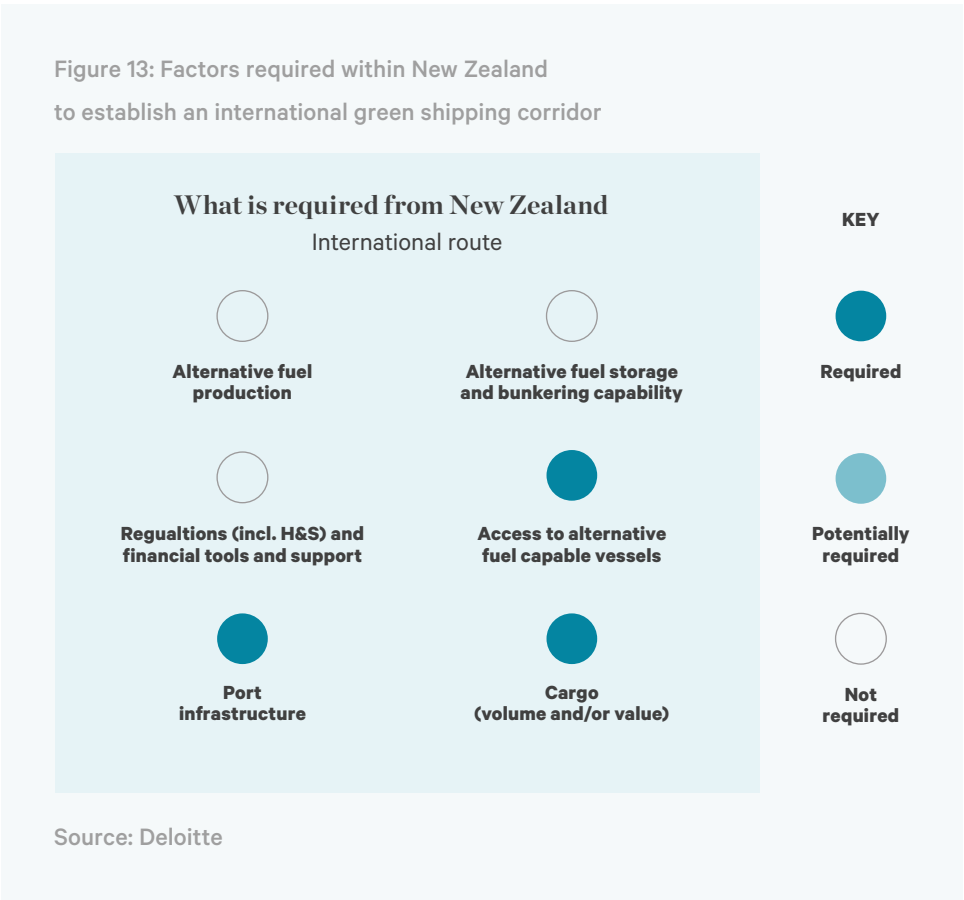 Figure 13: Factors required within New Zealand
to establish an international green shipping corridor
What is required from New Zealand
International route
Alternative fuel
production
Alternative fuel storage
and bunkering capability
Regualtions (incl. H&S) and
financial tools and support
Access to alternative
fuel capable vessels
Port
infrastructure
Cargo
(volume and/or value)
KEY
Required
Potentially
required
Not
required
Source: Deloitte